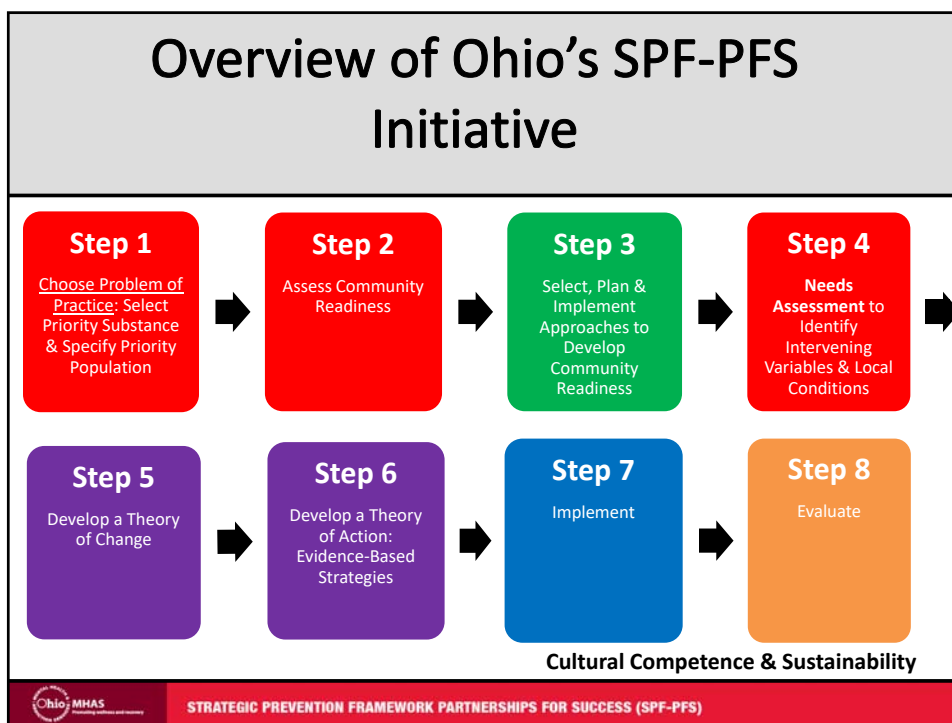 Overview of Ohio's SPF-PFS
Initiative
Step 1
Choose Problem of
Practice: Select
Priority Substance
& Specify Priority
Population
Step 2
Assess Community
Readiness
Step 3
Select, Plan &
Implement
Approaches to
Develop
Community
Readiness
Step 4
Needs
Assessment to
Identify
Intervening
Variables & Local
Conditions
Step 5
Develop a Theory
of Change
Step 6
Develop a Theory
of Action:
Evidence-Based
Strategies
Step 7
Implement
Step 8
Evaluate
Cultural Competence & Sustainability
Ohio MHAS
Promoting wellness and recovery
STRATEGIC PREVENTION FRAMEWORK PARTNERSHIPS FOR SUCCESS (SPF-PFS)